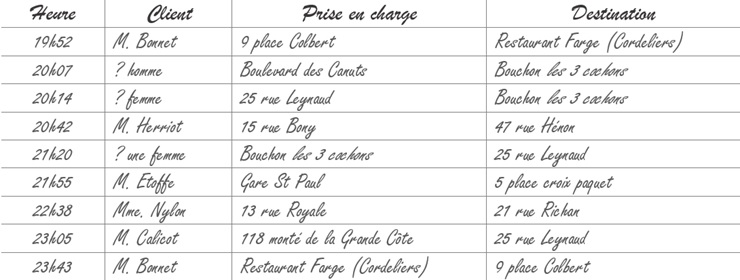 Heure Client Prise en charge Destination
19h52 M. Bonnet 9 place Colbert Restaurant Farge (Cordeliers)
20h07 ? homme Boulevard des Canuts Bouchon les 3 cochons
20h14 ? femme 25 rue Leynaud Bouchon les 3 cochons
20h42 M. Herriot 15 rue Bony 47 rue Hénon
21h20 ? une femme Bouchon les 3 cochons 25 rue Leynaud
21h55 M. Etoffe Gare St Paul 5 place croix paquet
22h38 Mme. Nylon 13 rue Royale 21 rue Richan
23h05 M. Calicot 118 monté de la Grande Côte 25 rue Leynaud
23h43 M. Bonnet Restaurant Farge (Cordeliers) 9 place Colbert